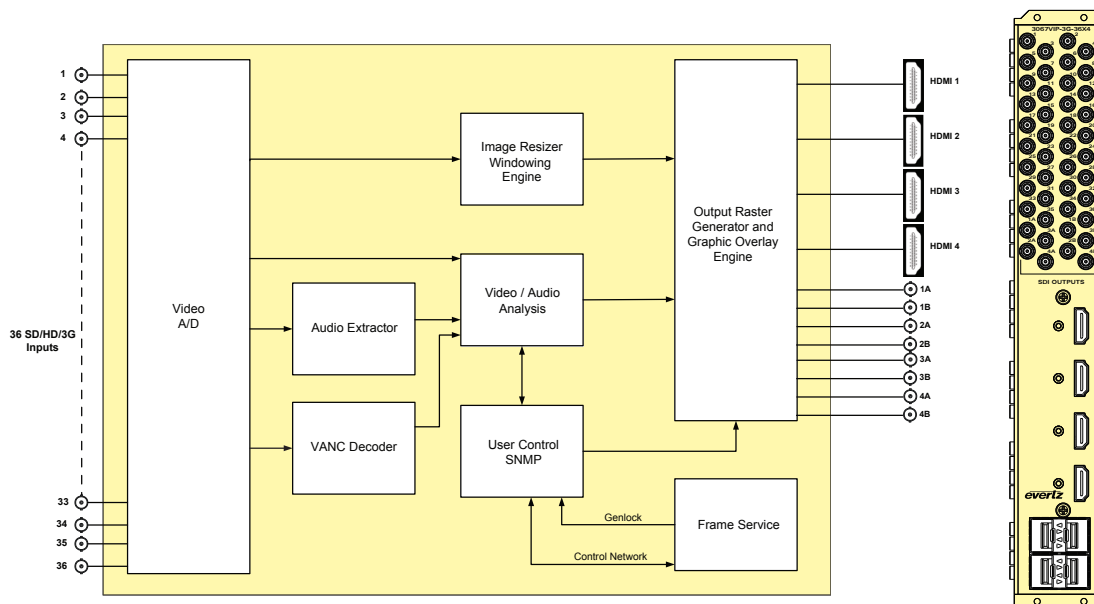 1
2
3
4
36 SD/HD/3G
Inputs
33
34
35
36
Video
A/D
Image Resizer
Windowing
Engine
Audio Extractor
Video / Audio
Analysis
VANC Decoder
User Control
SNMP
Frame Service
Genlock
Control Network
Output Raster
Generator and
Graphic Overlay
Engine
HDMI 1
HDMI 2
HDMI 3
HDMI 4
1A
1B
2A
2B
3A
3B
4A
4B
3067VIP-3G-36X4
SDI OUTPUTS
evertz